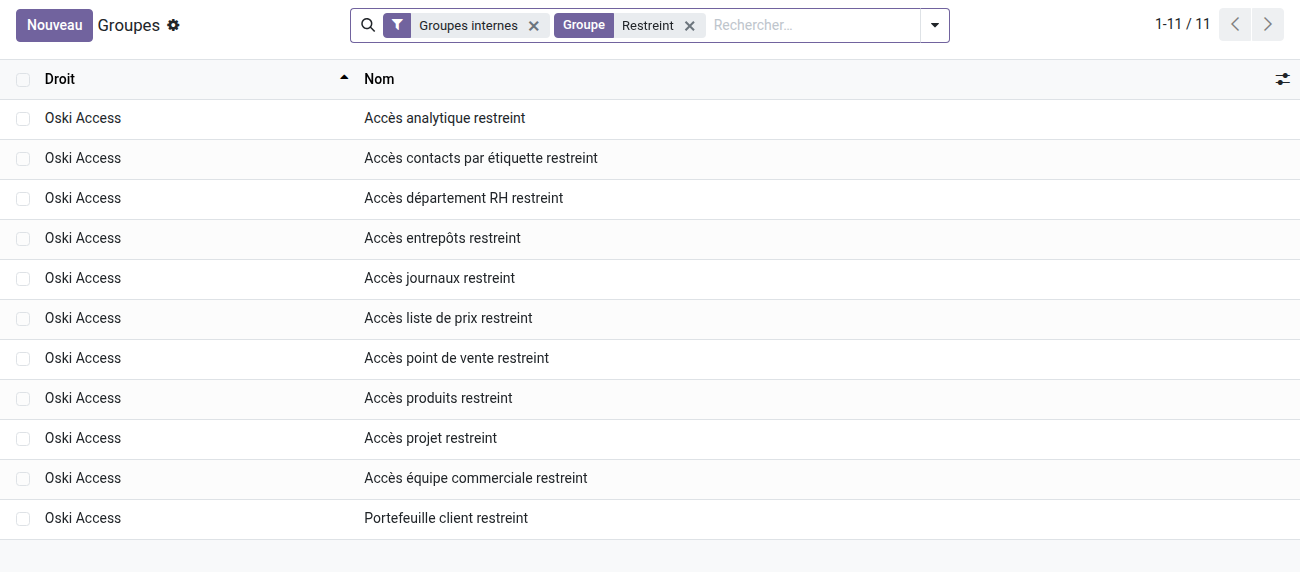 Nouveau Groupes Groupes internes Groupe Restreint Rechercher... 1-11 / 11
Droit Nom
Oski Access Accès analytique restreint
Oski Access Accès contacts par étiquette restreint
Oski Access Accès département RH restreint
Oski Access Accès entrepôts restreint
Oski Access Accès journaux restreint
Oski Access Accès liste de prix restreint
Oski Access Accès point de vente restreint
Oski Access Accès produits restreint
Oski Access Accès projet restreint
Oski Access Accès équipe commerciale restreint
Oski Access Portefeuille client restreint